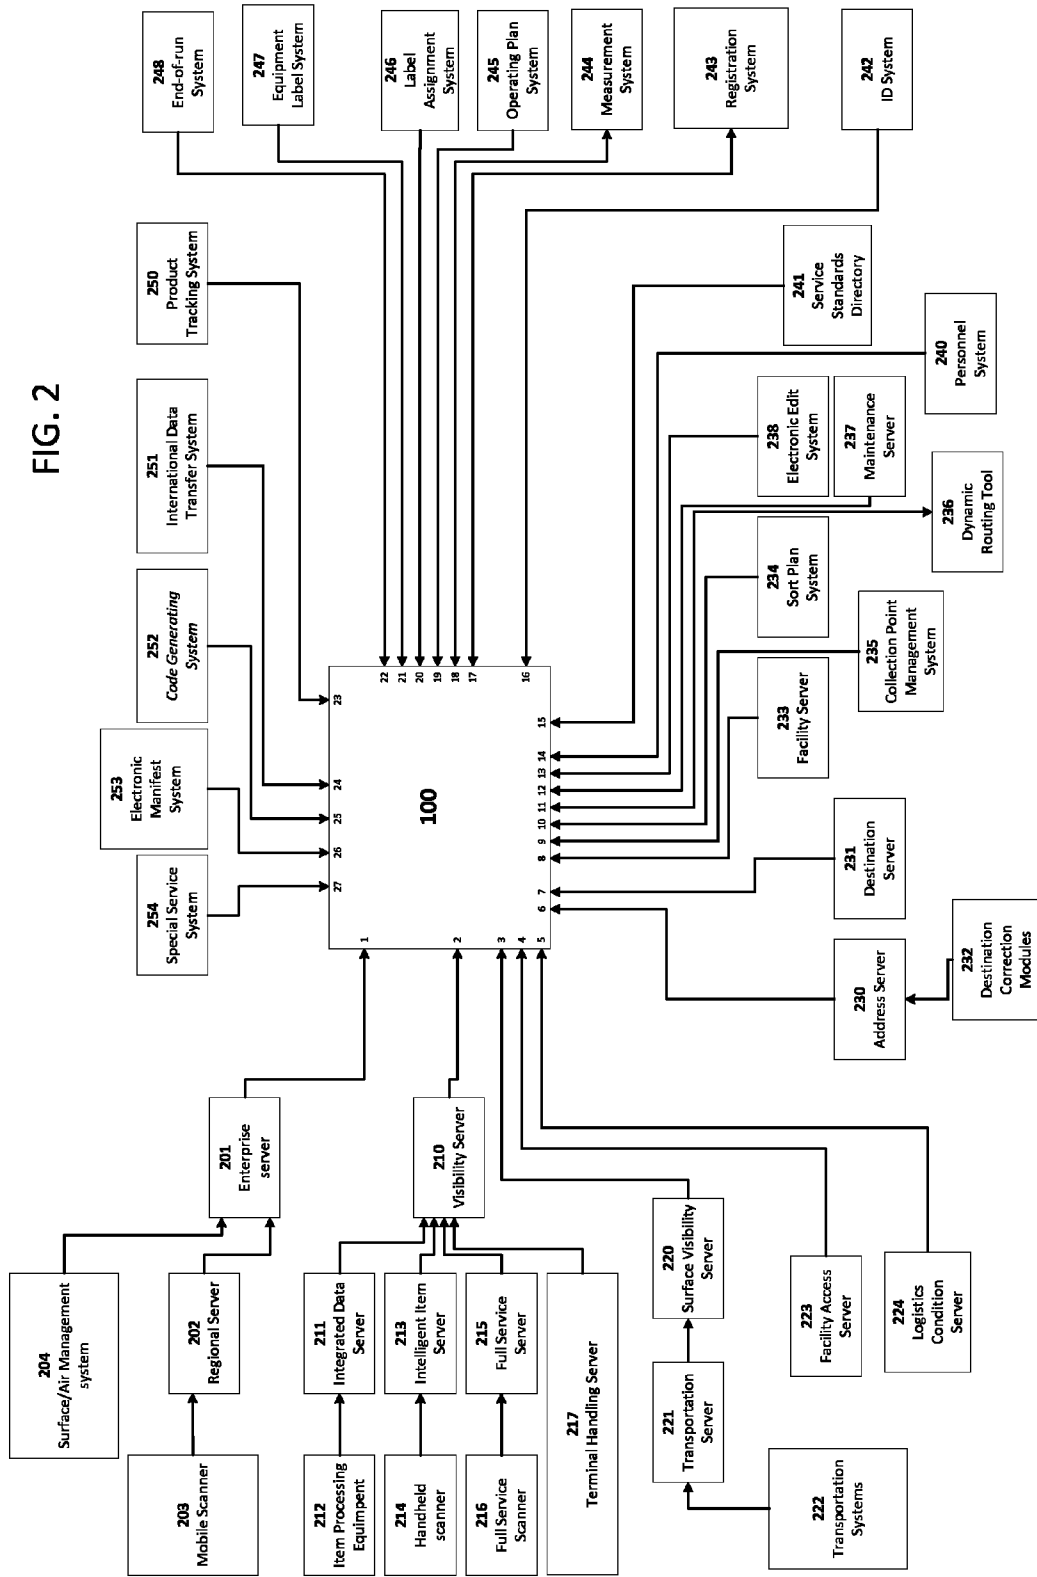 FIG. 2
204
Surface/Air Management
system
203
Mobile Scanner
202
Regional Server
201
Enterprise
server
212
Item Processing
Equimpent
211
Integrated Data
Server
214
Handheld
scanner
213
Intelligent Item
Server
216
Full Service
Scanner
215
Full Service
Server
217
Terminal Handling Server
210
Visibility Server
222
Transportation
Systems
221
Transportation
Server
220
Surface Visibility
Server
223
Facility Access
Server
224
Logistics
Condition
Server
254
Special Service
System
253
Electronic
Manifest
System
252
Code Generating
System
251
International Data
Transfer System
250
Product
Tracking System
248
End-of-run
System
247
Equipment
Label System
246
Label
Assignment
System
245
Operating Plan
System
244
Measurement
System
243
Registration
System
242
ID System
100
1
2
3
4
5
6
7
8
9
10
11
12
13
14
15
16
17
18
19
20
21
22
23
24
25
26
27
230
Address Server
232
Destination
Correction
Modules
231
Destination
Server
233
Facility Server
235
Collection Point
Management
System
234
Sort Plan
System
236
Dynamic
Routing Tool
237
Maintenance
Server
238
Electronic Edit
System
240
Personnel
System
241
Service
Standards
Directory